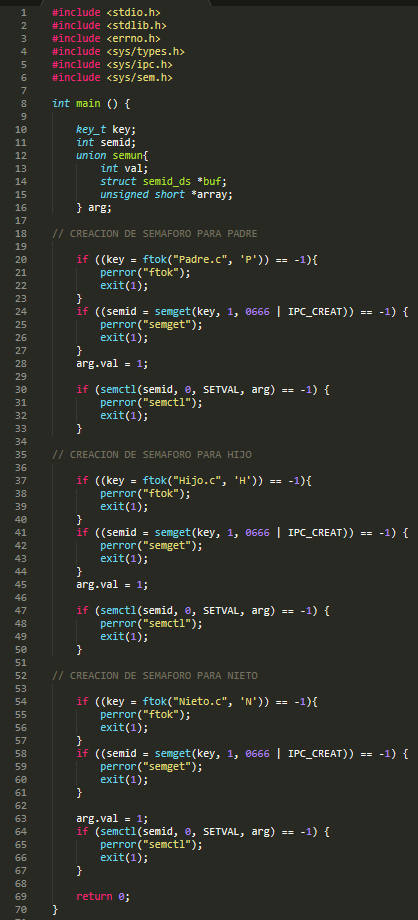 1 #include <stdio.h>
2 #include <stdlib.h>
3 #include <errno.h>
4 #include <sys/types.h>
5 #include <sys/ipc.h>
6 #include <sys/sem.h>
7
8 int main () {
9
10 key_t key;
11 int semid;
12 union semun{
13 int val;
14 struct semid_ds *buf;
15 unsigned short *array;
16 } arg;
17
18 // CREACION DE SEMAFORO PARA PADRE
19
20 if ((key = ftok("Padre.c", 'P')) == -1){
21 perror("ftok");
22 exit(1);
23 }
24 if ((semid = semget(key, 1, 0666 | IPC_CREAT)) == -1) {
25 perror("semget");
26 exit(1);
27 }
28 arg.val = 1;
29
30 if (semctl(semid, 0, SETVAL, arg) == -1) {
31 perror("semctl");
32 exit(1);
33 }
34
35 // CREACION DE SEMAFORO PARA HIJO
36
37 if ((key = ftok("Hijo.c", 'H')) == -1){
38 perror("ftok");
39 exit(1);
40 }
41 if ((semid = semget(key, 1, 0666 | IPC_CREAT)) == -1) {
42 perror("semget");
43 exit(1);
44 }
45 arg.val = 1;
46
47 if (semctl(semid, 0, SETVAL, arg) == -1) {
48 perror("semctl");
49 exit(1);
50 }
51
52 // CREACION DE SEMAFORO PARA NIETO
53
54 if ((key = ftok("Nieto.c", 'N')) == -1){
55 perror("ftok");
56 exit(1);
57 }
58 if ((semid = semget(key, 1, 0666 | IPC_CREAT)) == -1) {
59 perror("semget");
60 exit(1);
61 }
62
63 arg.val = 1;
64 if (semctl(semid, 0, SETVAL, arg) == -1) {
65 perror("semctl");
66 exit(1);
67 }
68
69 return 0;
70 }